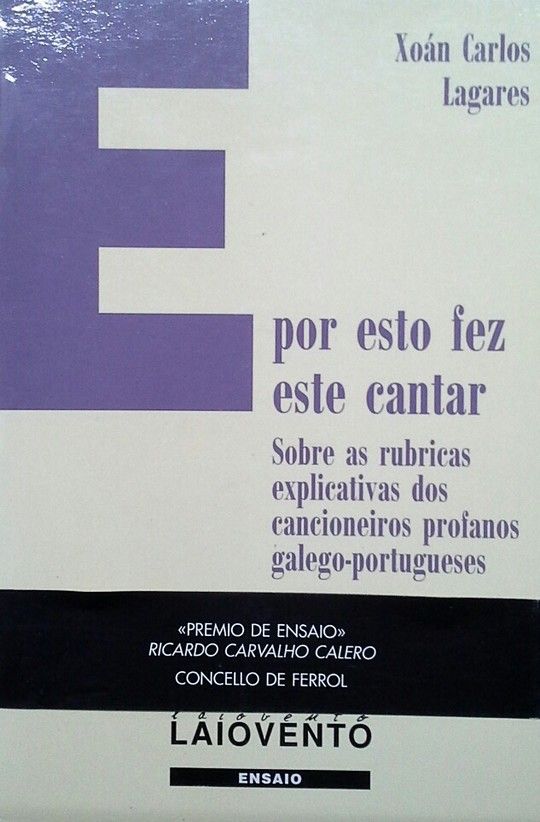 Xoán Carlos
Lagares
E
por esto fez
este cantar
Sobre as rubricas
explicativas dos
cancioneiros profanos
galego-portugueses
«PREMIO DE ENSAIO»
RICARDO CARVALHO CALERO
CONCELLO DE FERROL
laiovento
LAIOVENTO
ENSAIO